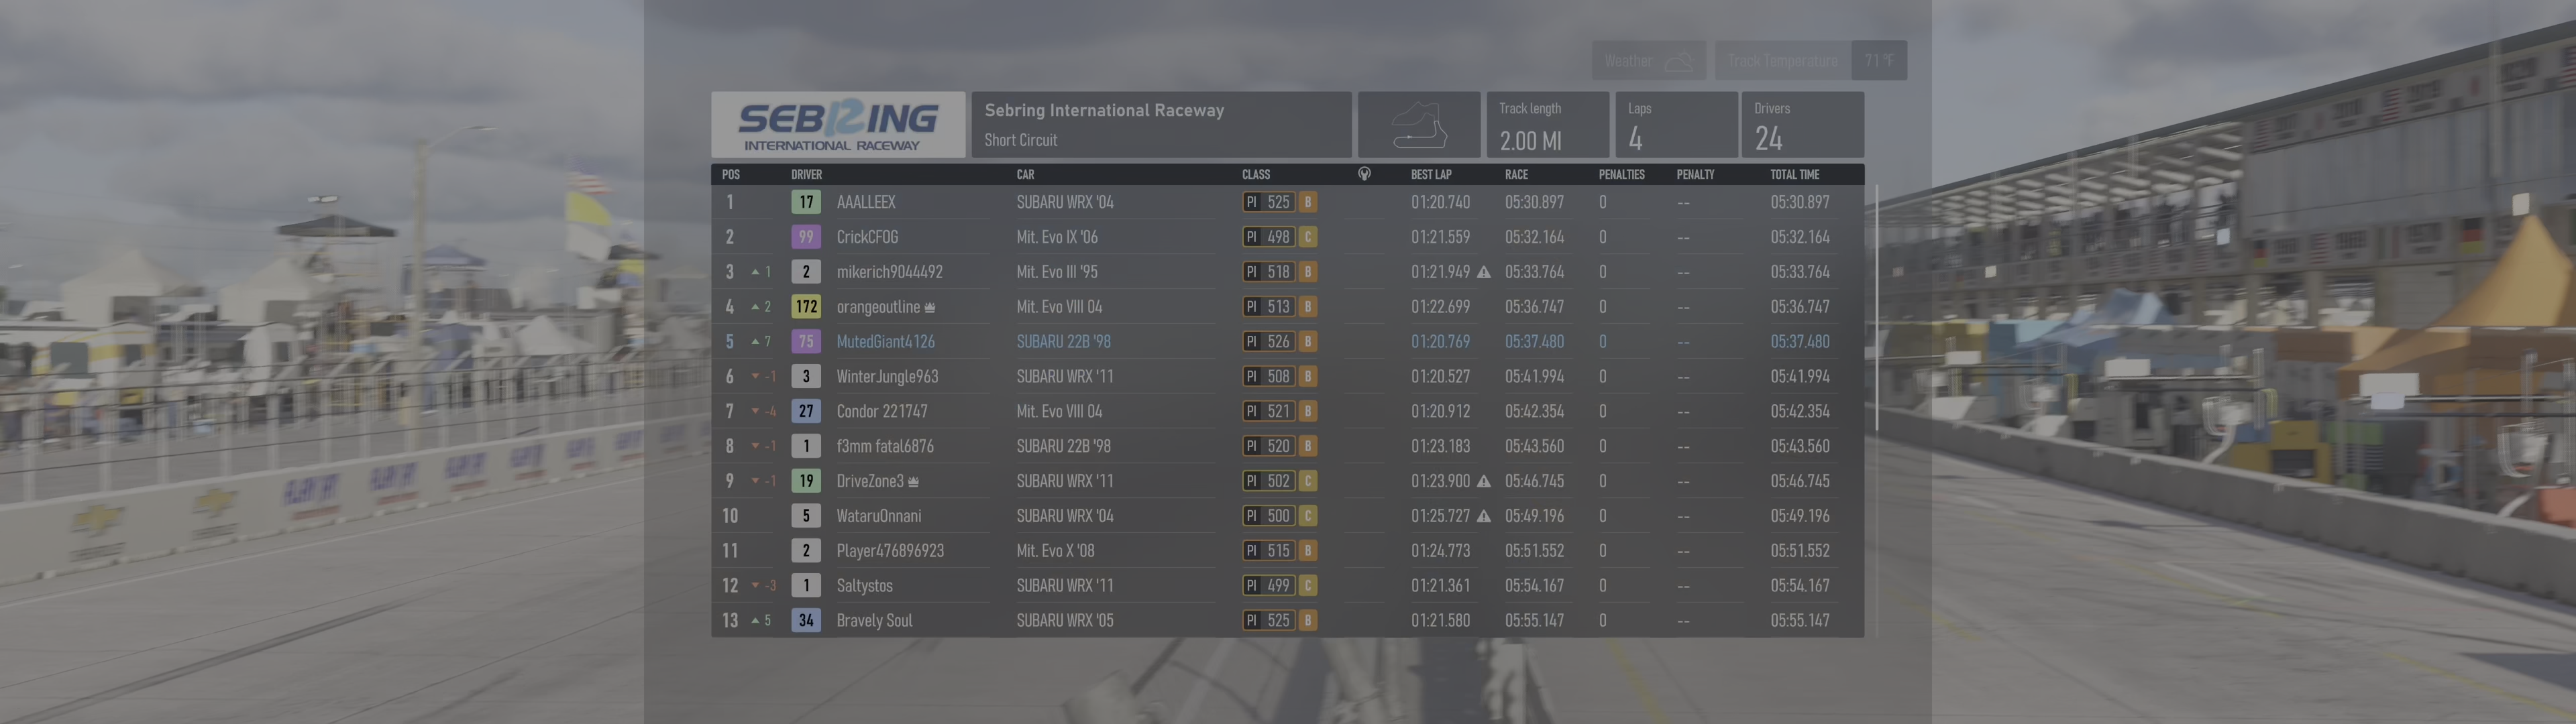 Weather Track Temperature 71 °F
SEB12ING
INTERNATIONAL RACEWAY
Sebring International Raceway
Short Circuit
Track length
2.00 MI
Laps
4
Drivers
24
POS DRIVER CAR CLASS BEST LAP RACE PENALTIES PENALTY TOTAL TIME
1 17 AAALLEEX SUBARU WRX '04 PI 525 B 01:20.740 05:30.897 0 -- 05:30.897
2 99 CrickCFOG Mit. Evo IX '06 PI 498 C 01:21.559 05:32.164 0 -- 05:32.164
3 ▲ 1 2 mikerich9044492 Mit. Evo III '95 PI 518 B 01:21.949 05:33.764 0 -- 05:33.764
4 ▲ 2 172 orangeoutline Mit. Evo VIII 04 PI 513 B 01:22.699 05:36.747 0 -- 05:36.747
5 ▲ 7 75 MutedGiant4126 SUBARU 22B '98 PI 526 B 01:20.769 05:37.480 0 -- 05:37.480
6 ▼ -1 3 WinterJungle963 SUBARU WRX '11 PI 508 B 01:20.527 05:41.994 0 -- 05:41.994
7 ▼ -4 27 Condor 221747 Mit. Evo VIII 04 PI 521 B 01:20.912 05:42.354 0 -- 05:42.354
8 ▼ -1 1 f3mm fatal6876 SUBARU 22B '98 PI 520 B 01:23.183 05:43.560 0 -- 05:43.560
9 ▼ -1 19 DriveZone3 SUBARU WRX '11 PI 502 C 01:23.900 05:46.745 0 -- 05:46.745
10 5 WataruOnnani SUBARU WRX '04 PI 500 C 01:25.727 05:49.196 0 -- 05:49.196
11 2 Player476896923 Mit. Evo X '08 PI 515 B 01:24.773 05:51.552 0 -- 05:51.552
12 ▼ -3 1 Saltystos SUBARU WRX '11 PI 499 C 01:21.361 05:54.167 0 -- 05:54.167
13 ▲ 5 34 Bravely Soul SUBARU WRX '05 PI 525 B 01:21.580 05:55.147 0 -- 05:55.147